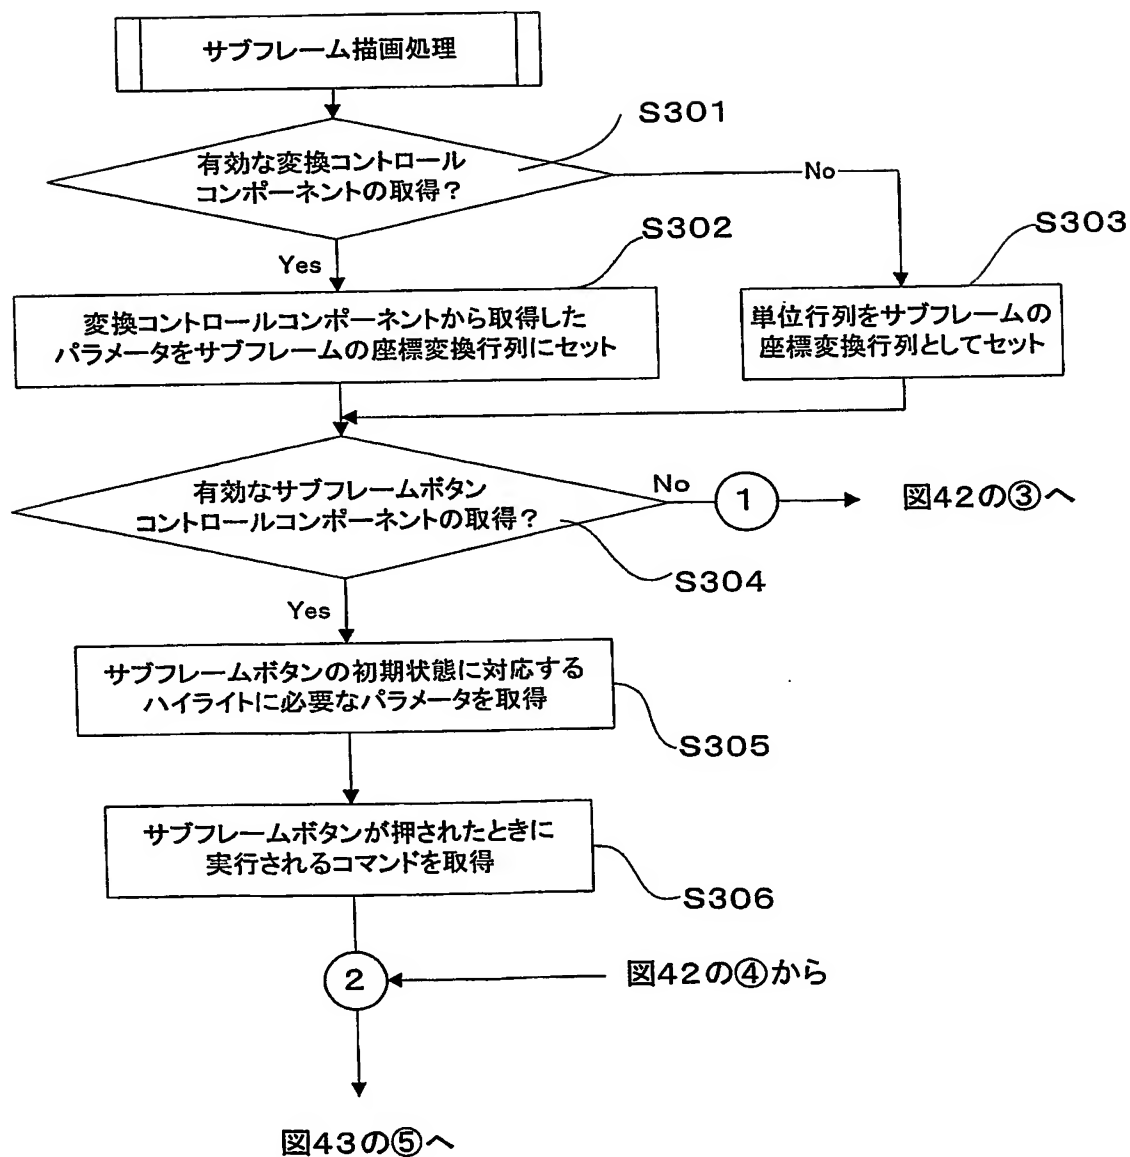 サブフレーム描画処理
S301
有効な変換コントロール
コンポーネントの取得？
No
S302
S303
Yes
変換コントロールコンポーネントから取得した
パラメータをサブフレームの座標変換行列にセット
単位行列をサブフレームの
座標変換行列としてセット
有効なサブフレームボタン
コントロールコンポーネントの取得？
No
1
図42の③へ
S304
Yes
サブフレームボタンの初期状態に対応する
ハイライトに必要なパラメータを取得
S305
サブフレームボタンが押されたときに
実行されるコマンドを取得
S306
2
図42の④から
図43の⑤へ